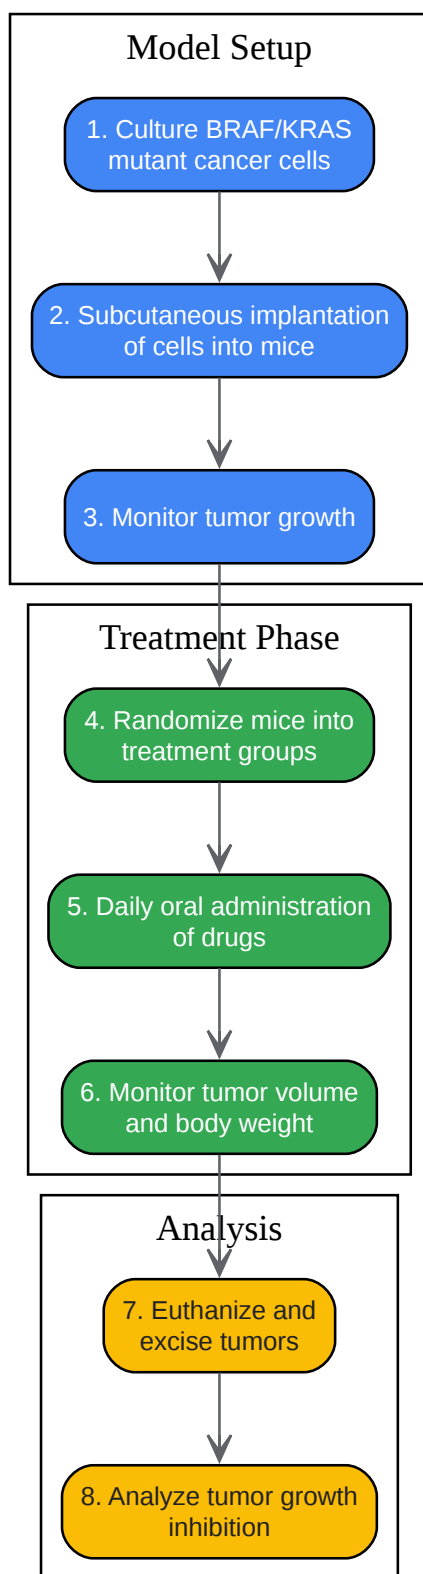 Model Setup
1. Culture BRAF/KRAS
mutant cancer cells
2. Subcutaneous implantation
of cells into mice
3. Monitor tumor growth
Treatment Phase
4. Randomize mice into
treatment groups
5. Daily oral administration
of drugs
6. Monitor tumor volume
and body weight
Analysis
7. Euthanize and
excise tumors
8. Analyze tumor growth
inhibition